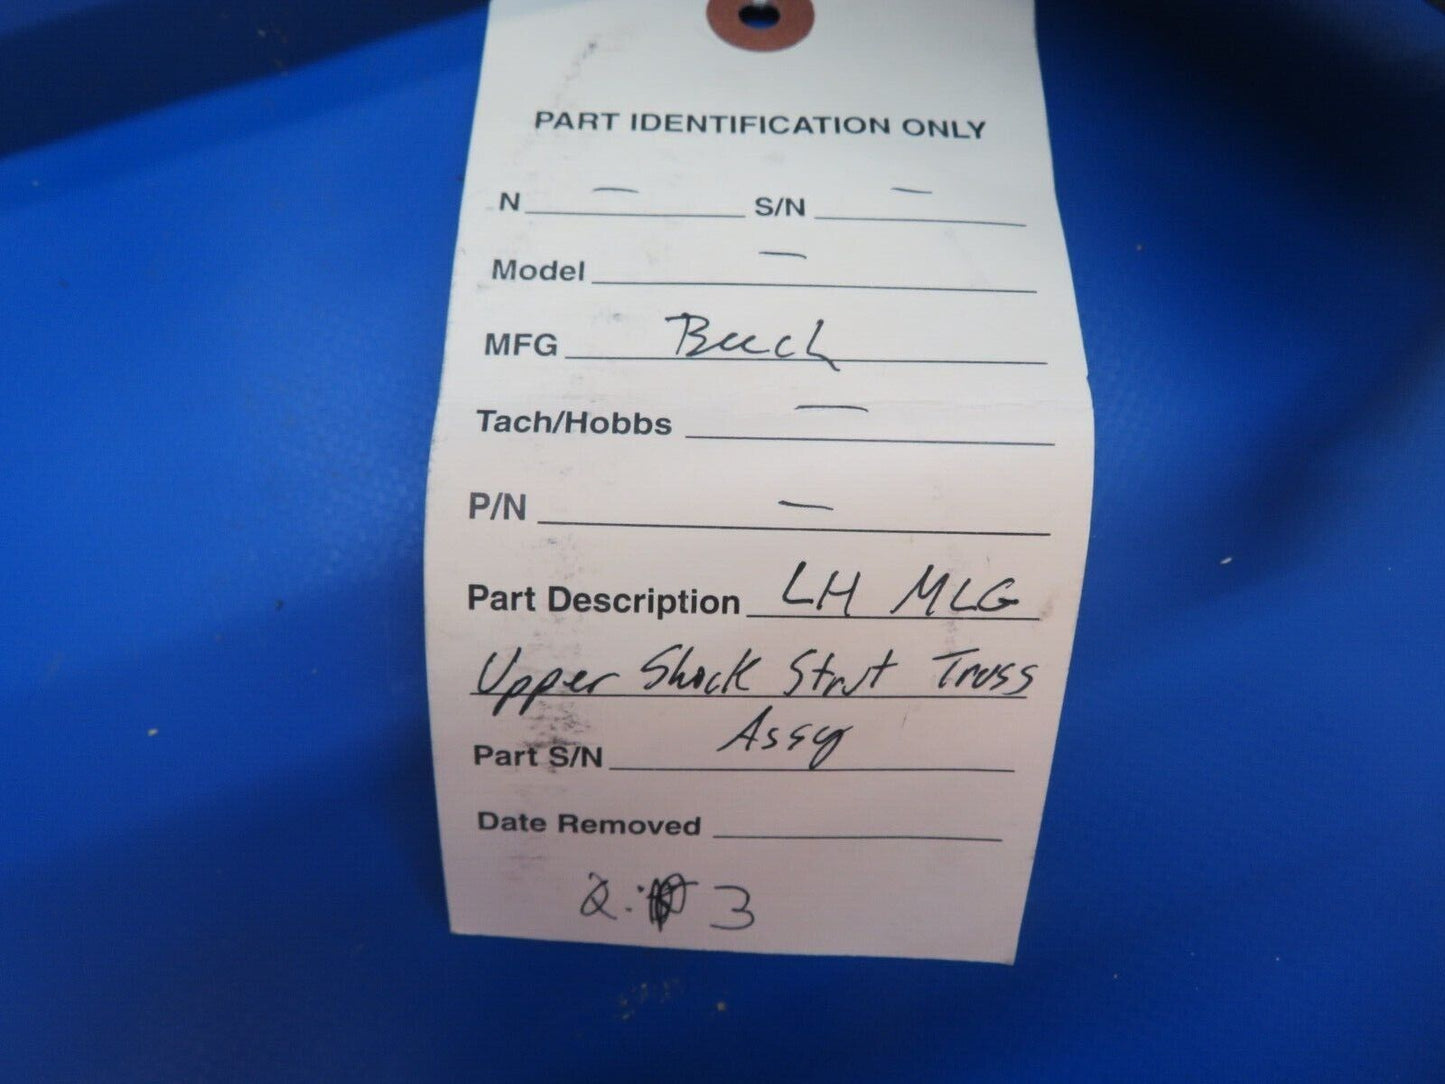 PART IDENTIFICATION ONLY
N — S/N —
Model —
MFG Beech
Tach/Hobbs —
P/N —
Part Description LH MLG
Upper Shock Strut Truss
Assy
Part S/N
Date Removed
3